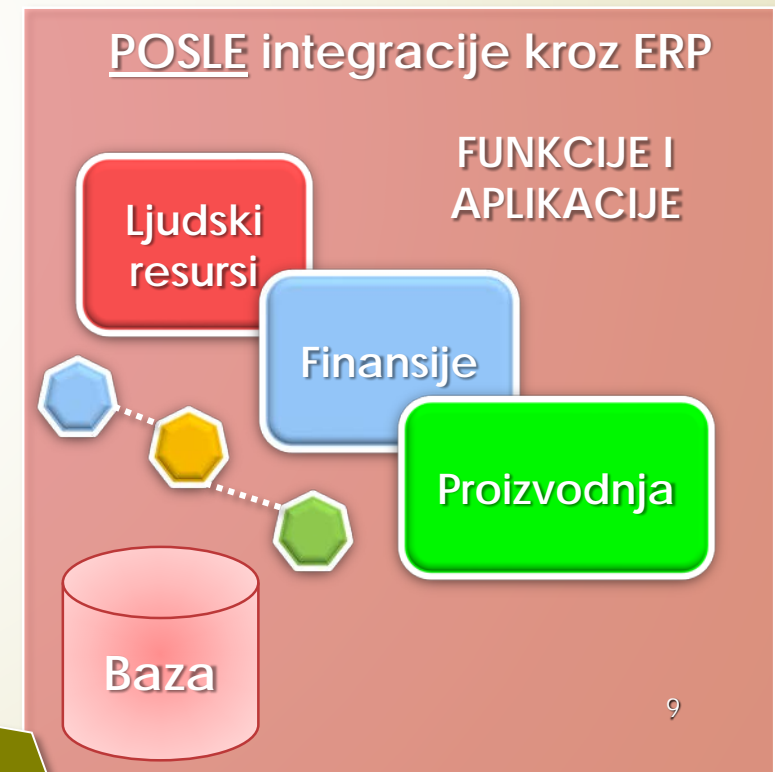 POSLE integracije kroz ERP
FUNKCIJE I
APLIKACIJE
Ljudski
resursi
Finansije
Proizvodnja
Baza
9